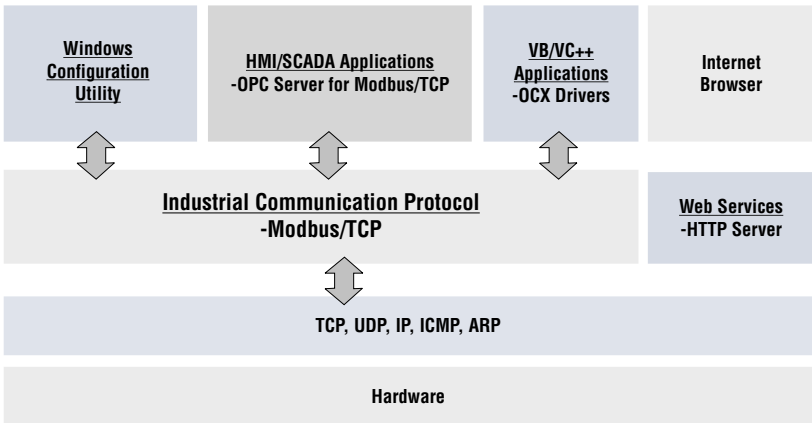 Windows
Configuration
Utility
HMI/SCADA Applications
-OPC Server for Modbus/TCP
VB/VC++
Applications
-OCX Drivers
Internet
Browser
Industrial Communication Protocol
-Modbus/TCP
Web Services
-HTTP Server
TCP, UDP, IP, ICMP, ARP
Hardware